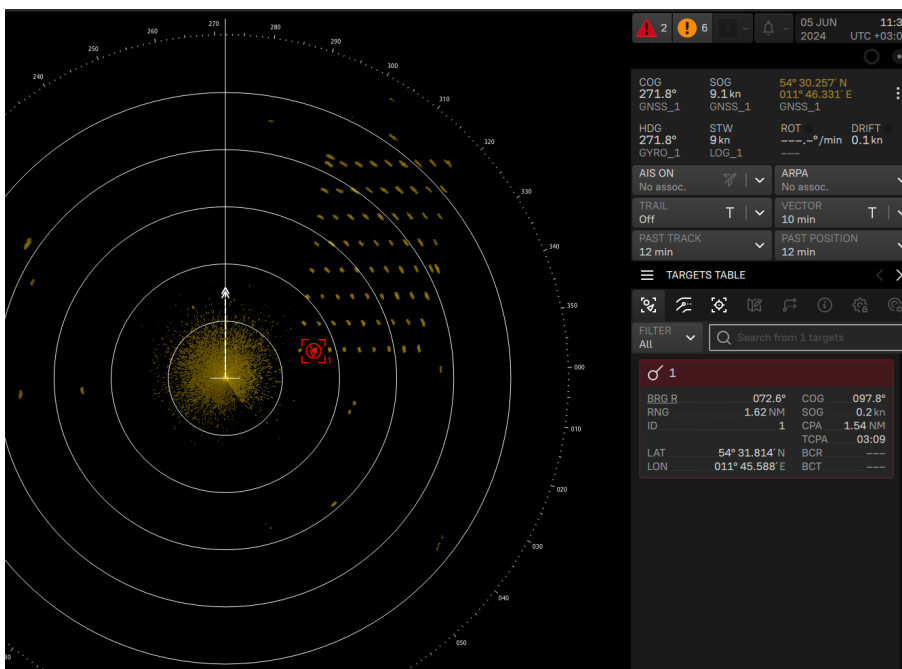 2 6 – – 05 JUN 11:3
2024 UTC +03:0
COG SOG 54° 30.257' N
271.8° 9.1 kn 011° 46.331' E
GNSS_1 GNSS_1 GNSS_1
HDG STW ROT DRIFT
271.8° 9 kn ---.-°/min 0.1 kn
GYRO_1 LOG_1 ---
AIS ON ARPA
No assoc. No assoc.
TRAIL VECTOR
Off T 10 min T
PAST TRACK PAST POSITION
12 min 12 min
TARGETS TABLE
FILTER
All Search from 1 targets
1
BRG R 072.6° COG 097.8°
RNG 1.62 NM SOG 0.2 kn
ID 1 CPA 1.54 NM
TCPA 03:09
LAT 54° 31.814' N BCR ---
LON 011° 45.588' E BCT ---
240
250
260
270
280
290
300
310
320
330
340
350
000
010
020
030
040
050
1